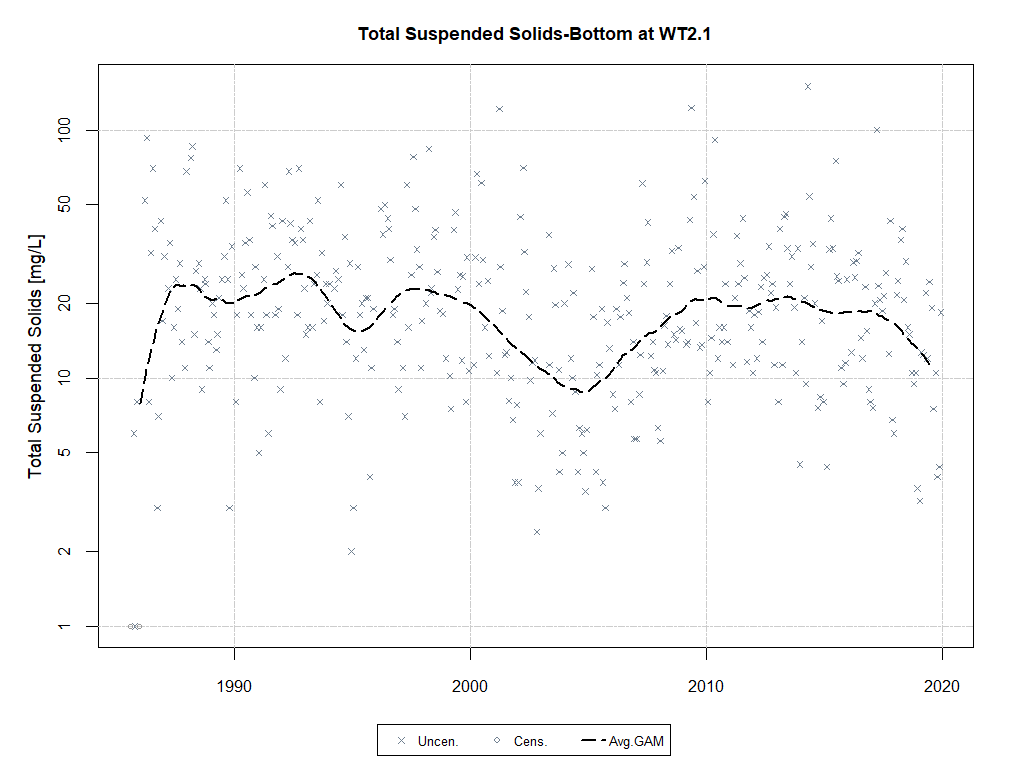 Total Suspended Solids-Bottom at WT2.1
Total Suspended Solids [mg/L]
100
50
20
10
5
2
1
1990 2000 2010 2020
Uncen. Cens. Avg.GAM